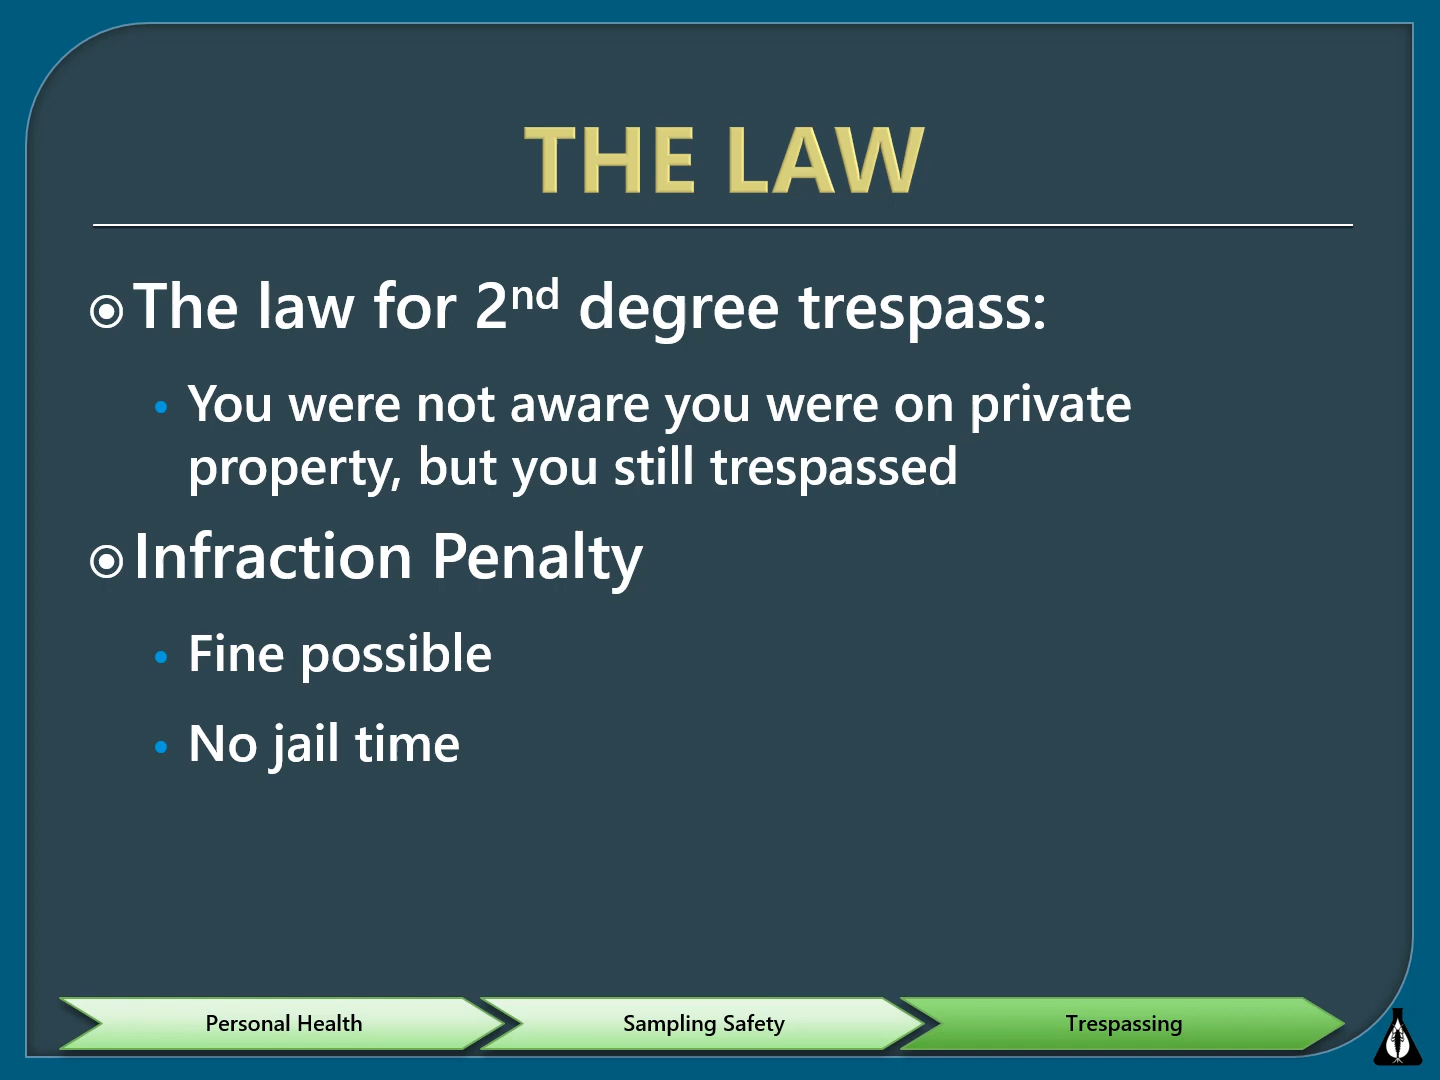 THE LAW
The law for 2nd degree trespass:
You were not aware you were on private
property, but you still trespassed
Infraction Penalty
Fine possible
No jail time
Personal Health
Sampling Safety
Trespassing